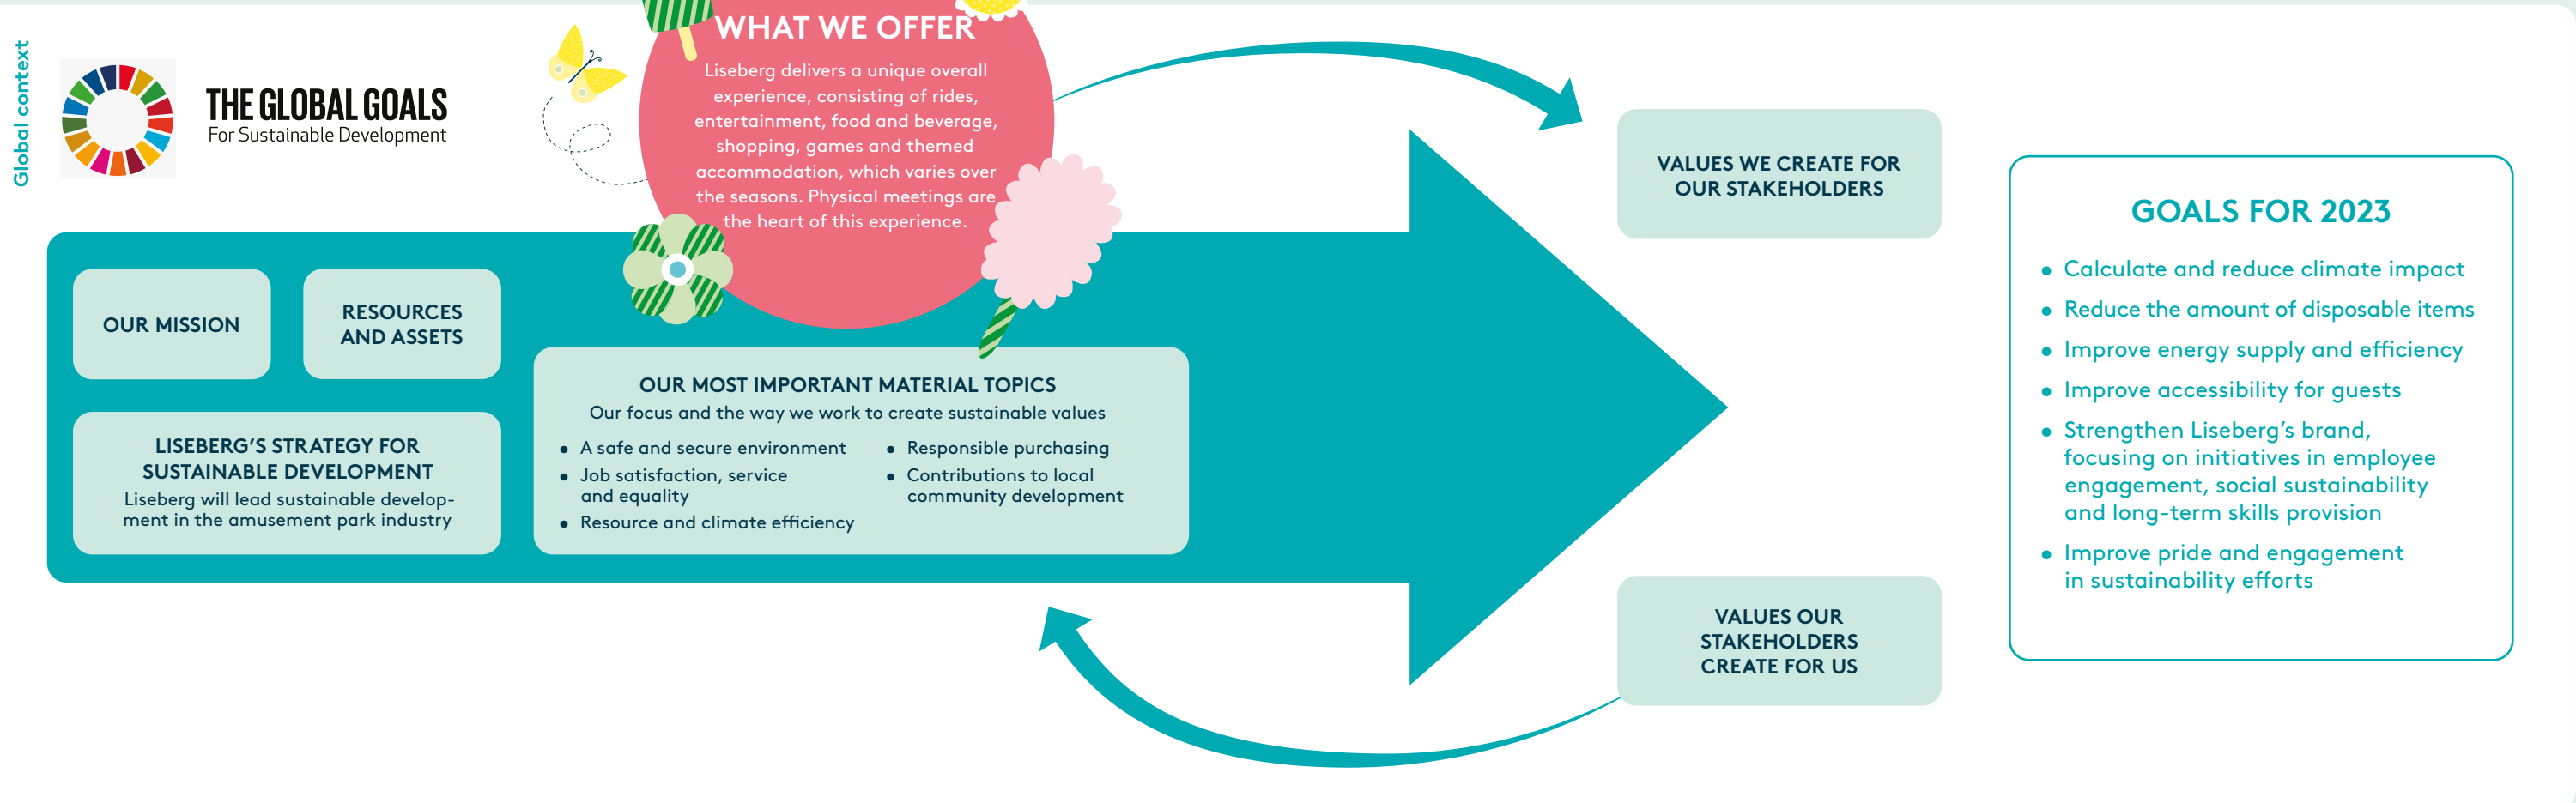 Global context
THE GLOBAL GOALS
For Sustainable Development
WHAT WE OFFER
Liseberg delivers a unique overall
experience, consisting of rides,
entertainment, food and beverage,
shopping, games and themed
accommodation, which varies over
the seasons. Physical meetings are
the heart of this experience.
OUR MISSION
RESOURCES
AND ASSETS
LISEBERG’S STRATEGY FOR
SUSTAINABLE DEVELOPMENT
Liseberg will lead sustainable develop-
ment in the amusement park industry
OUR MOST IMPORTANT MATERIAL TOPICS
Our focus and the way we work to create sustainable values
• A safe and secure environment
• Job satisfaction, service
and equality
• Resource and climate efficiency
• Responsible purchasing
• Contributions to local
community development
VALUES WE CREATE FOR
OUR STAKEHOLDERS
VALUES OUR
STAKEHOLDERS
CREATE FOR US
GOALS FOR 2023
• Calculate and reduce climate impact
• Reduce the amount of disposable items
• Improve energy supply and efficiency
• Improve accessibility for guests
• Strengthen Liseberg’s brand,
focusing on initiatives in employee
engagement, social sustainability
and long-term skills provision
• Improve pride and engagement
in sustainability efforts